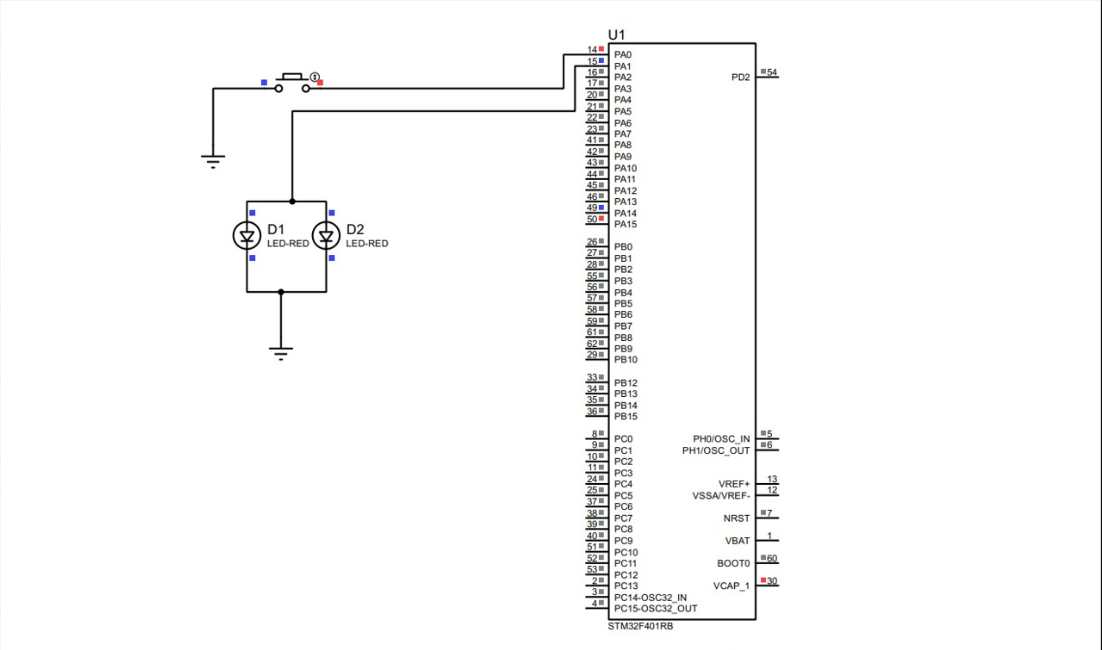 U1
14 PA0
15 PA1
16 PA2
17 PA3
20 PA4
21 PA5
22 PA6
23 PA7
41 PA8
42 PA9
43 PA10
44 PA11
45 PA12
46 PA13
49 PA14
50 PA15
26 PB0
27 PB1
28 PB2
55 PB3
56 PB4
57 PB5
58 PB6
59 PB7
61 PB8
62 PB9
29 PB10
33 PB12
34 PB13
35 PB14
36 PB15
8 PC0
9 PC1
10 PC2
11 PC3
24 PC4
25 PC5
37 PC6
38 PC7
39 PC8
40 PC9
51 PC10
52 PC11
53 PC12
2 PC13
3 PC14-OSC32_IN
4 PC15-OSC32_OUT
PD2 54
PH0/OSC_IN 5
PH1/OSC_OUT 6
VREF+ 13
VSSA/VREF- 12
NRST 7
VBAT 1
BOOT0 60
VCAP_1 30
STM32F401RB
D1
LED-RED
D2
LED-RED